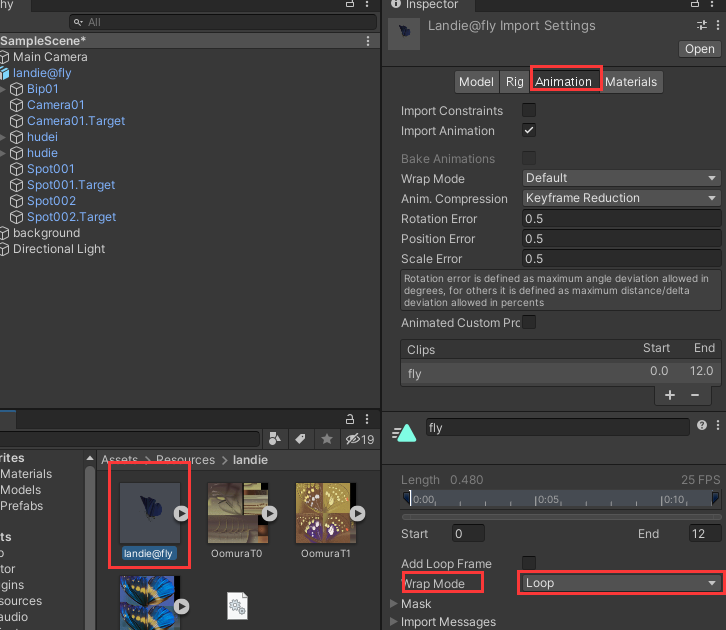 hy
All
SampleScene*
Main Camera
landie@fly
Bip01
Camera01
Camera01.Target
hudei
hudie
Spot001
Spot001.Target
Spot002
Spot002.Target
background
Directional Light
Inspector
Landie@fly Import Settings
Open
Model Rig Animation Materials
Import Constraints
Import Animation
Bake Animations
Wrap Mode Default
Anim. Compression Keyframe Reduction
Rotation Error 0.5
Position Error 0.5
Scale Error 0.5
Rotation error is defined as maximum angle deviation allowed in
degrees, for others it is defined as maximum distance/delta
deviation allowed in percents
Animated Custom Pro
Clips Start End
fly 0.0 12.0
+ −
fly
Length 0.480 25 FPS
0:00 0:05 0:10
Start 0 End 12
Add Loop Frame
Wrap Mode Loop
Mask
Import Messages
19
rites
Materials
Models
Prefabs
ts
tor
gins
sources
audio
Assets > Resources > landie
landie@fly
OomuraT0
OomuraT1